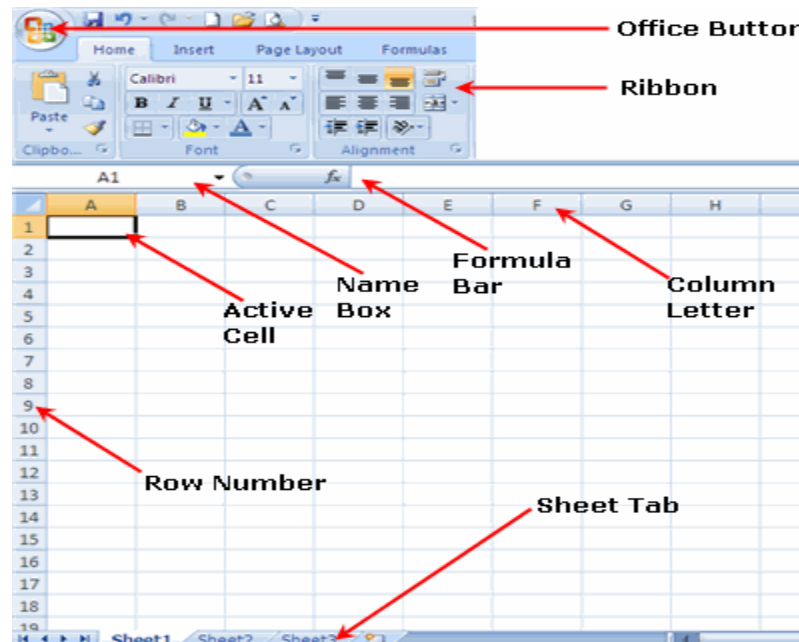 Office Button
Home Insert Page Layout Formulas
Calibri 11
Ribbon
B I U A A
Paste
A
Clipbo... Font Alignment
A1 fx
A B C D E F G H
1
2
Formula
3
Name Bar Column
4
Active Box Letter
5
Cell
6
7
8
9
10
11
12
Row Number
13
Sheet Tab
14
15
16
17
18
19
Sheet1 Sheet2 Sheet3